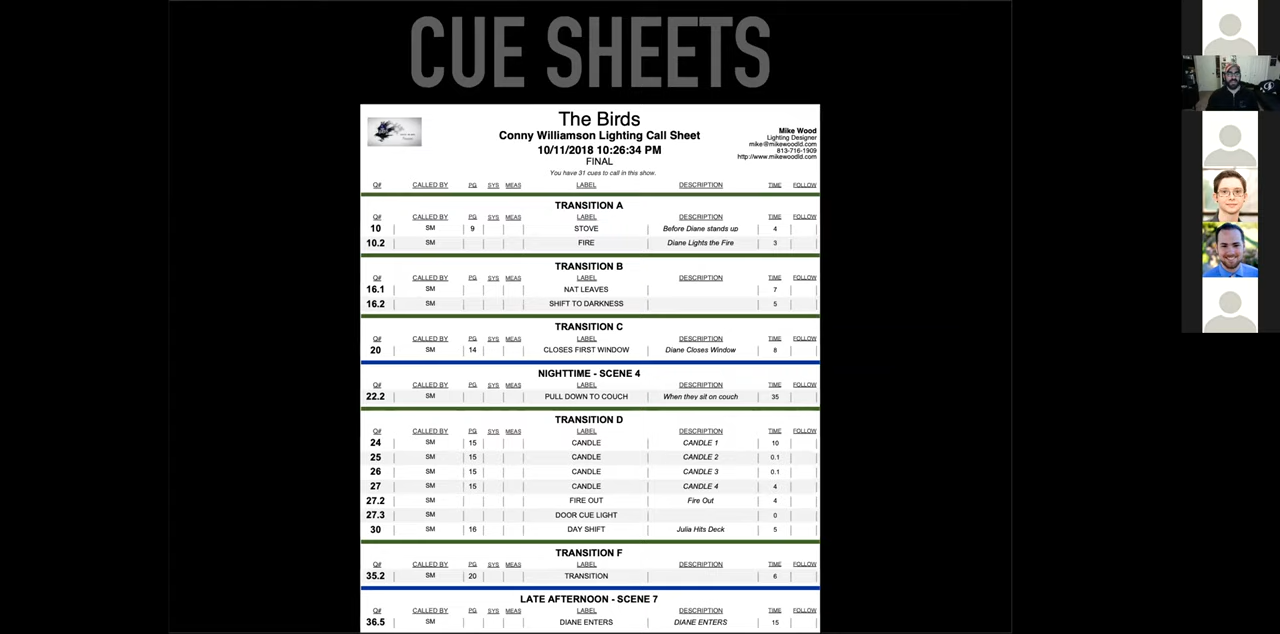 CUE SHEETS
The Birds
Conny Williamson Lighting Call Sheet
10/11/2018 10:26:34 PM
FINAL
You have 31 cues to call in this show.
Mike Wood
Lighting Designer
mike@mikewoodld.com
813-716-1909
http://www.mikewoodld.com
Q# CALLED BY PG SYS MEAS LABEL DESCRIPTION TIME FOLLOW
TRANSITION A
Q# CALLED BY PG SYS MEAS LABEL DESCRIPTION TIME FOLLOW
10 SM 9 STOVE Before Diane stands up 4
10.2 SM FIRE Diane Lights the Fire 3
TRANSITION B
Q# CALLED BY PG SYS MEAS LABEL DESCRIPTION TIME FOLLOW
16.1 SM NAT LEAVES 7
16.2 SM SHIFT TO DARKNESS 5
TRANSITION C
Q# CALLED BY PG SYS MEAS LABEL DESCRIPTION TIME FOLLOW
20 SM 14 CLOSES FIRST WINDOW Diane Closes Window 8
NIGHTTIME - SCENE 4
Q# CALLED BY PG SYS MEAS LABEL DESCRIPTION TIME FOLLOW
22.2 SM PULL DOWN TO COUCH When they sit on couch 35
TRANSITION D
Q# CALLED BY PG SYS MEAS LABEL DESCRIPTION TIME FOLLOW
24 SM 15 CANDLE CANDLE 1 10
25 SM 15 CANDLE CANDLE 2 0.1
26 SM 15 CANDLE CANDLE 3 0.1
27 SM 15 CANDLE CANDLE 4 4
27.2 SM FIRE OUT Fire Out 4
27.3 SM DOOR CUE LIGHT 0
30 SM 16 DAY SHIFT Julia Hits Deck 5
TRANSITION F
Q# CALLED BY PG SYS MEAS LABEL DESCRIPTION TIME FOLLOW
35.2 SM 20 TRANSITION 6
LATE AFTERNOON - SCENE 7
Q# CALLED BY PG SYS MEAS LABEL DESCRIPTION TIME FOLLOW
36.5 SM DIANE ENTERS DIANE ENTERS 15